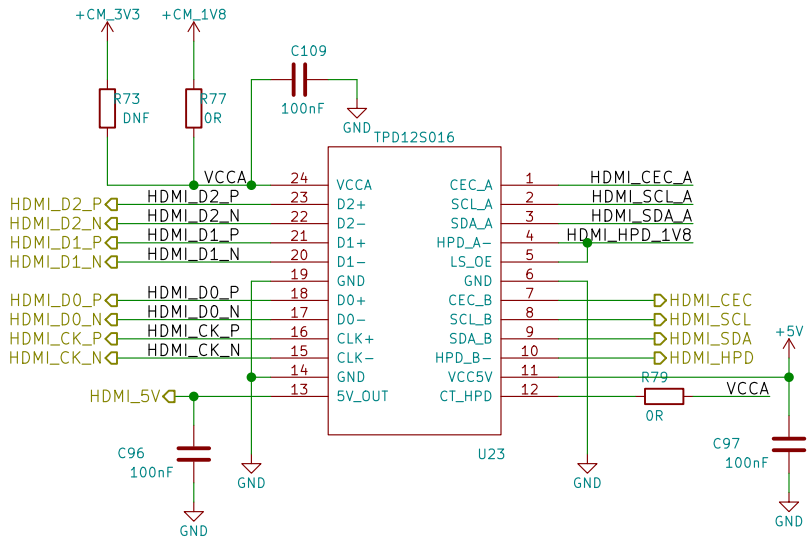 +CM_3V3 +CM_1V8
C109
R73 R77 100nF
DNF 0R
GND
TPD12S016
VCCA 24 VCCA CEC_A 1 HDMI_CEC_A
HDMI_D2_P HDMI_D2_P 23 D2+ SCL_A 2 HDMI_SCL_A
HDMI_D2_N HDMI_D2_N 22 D2- SDA_A 3 HDMI_SDA_A
HDMI_D1_P HDMI_D1_P 21 D1+ HPD_A- 4 HDMI_HPD_1V8
HDMI_D1_N HDMI_D1_N 20 D1- LS_OE 5
19 GND GND 6
HDMI_D0_P HDMI_D0_P 18 D0+ CEC_B 7 HDMI_CEC
HDMI_D0_N HDMI_D0_N 17 D0- SCL_B 8 HDMI_SCL
HDMI_CK_P HDMI_CK_P 16 CLK+ SDA_B 9 HDMI_SDA
+5V
HDMI_CK_N HDMI_CK_N 15 CLK- HPD_B- 10 HDMI_HPD
14 GND VCC5V 11 R79
HDMI_5V 13 5V_OUT CT_HPD 12 VCCA
0R
C96 U23 C97
100nF 100nF
GND GND
GND GND